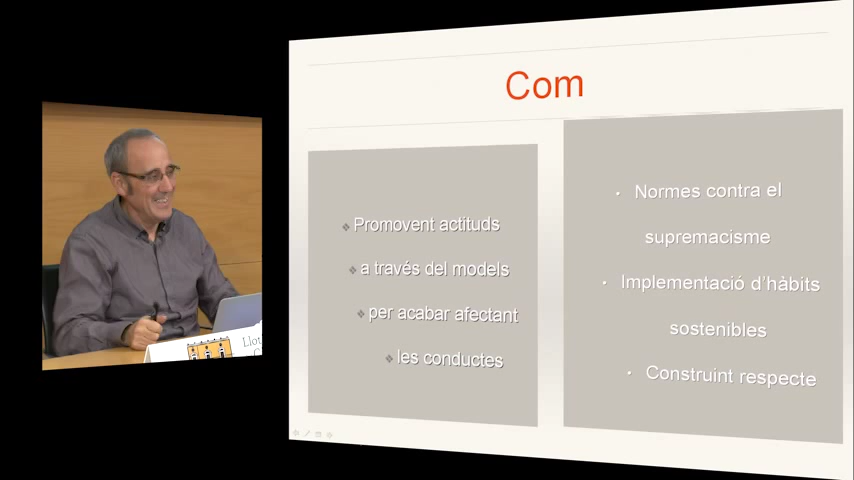 Com
Promovent actituds
a través del models
per acabar afectant
les conductes
Normes contra el
supremacisme
Implementació d'hàbits
sostenibles
Construint respecte
Llot